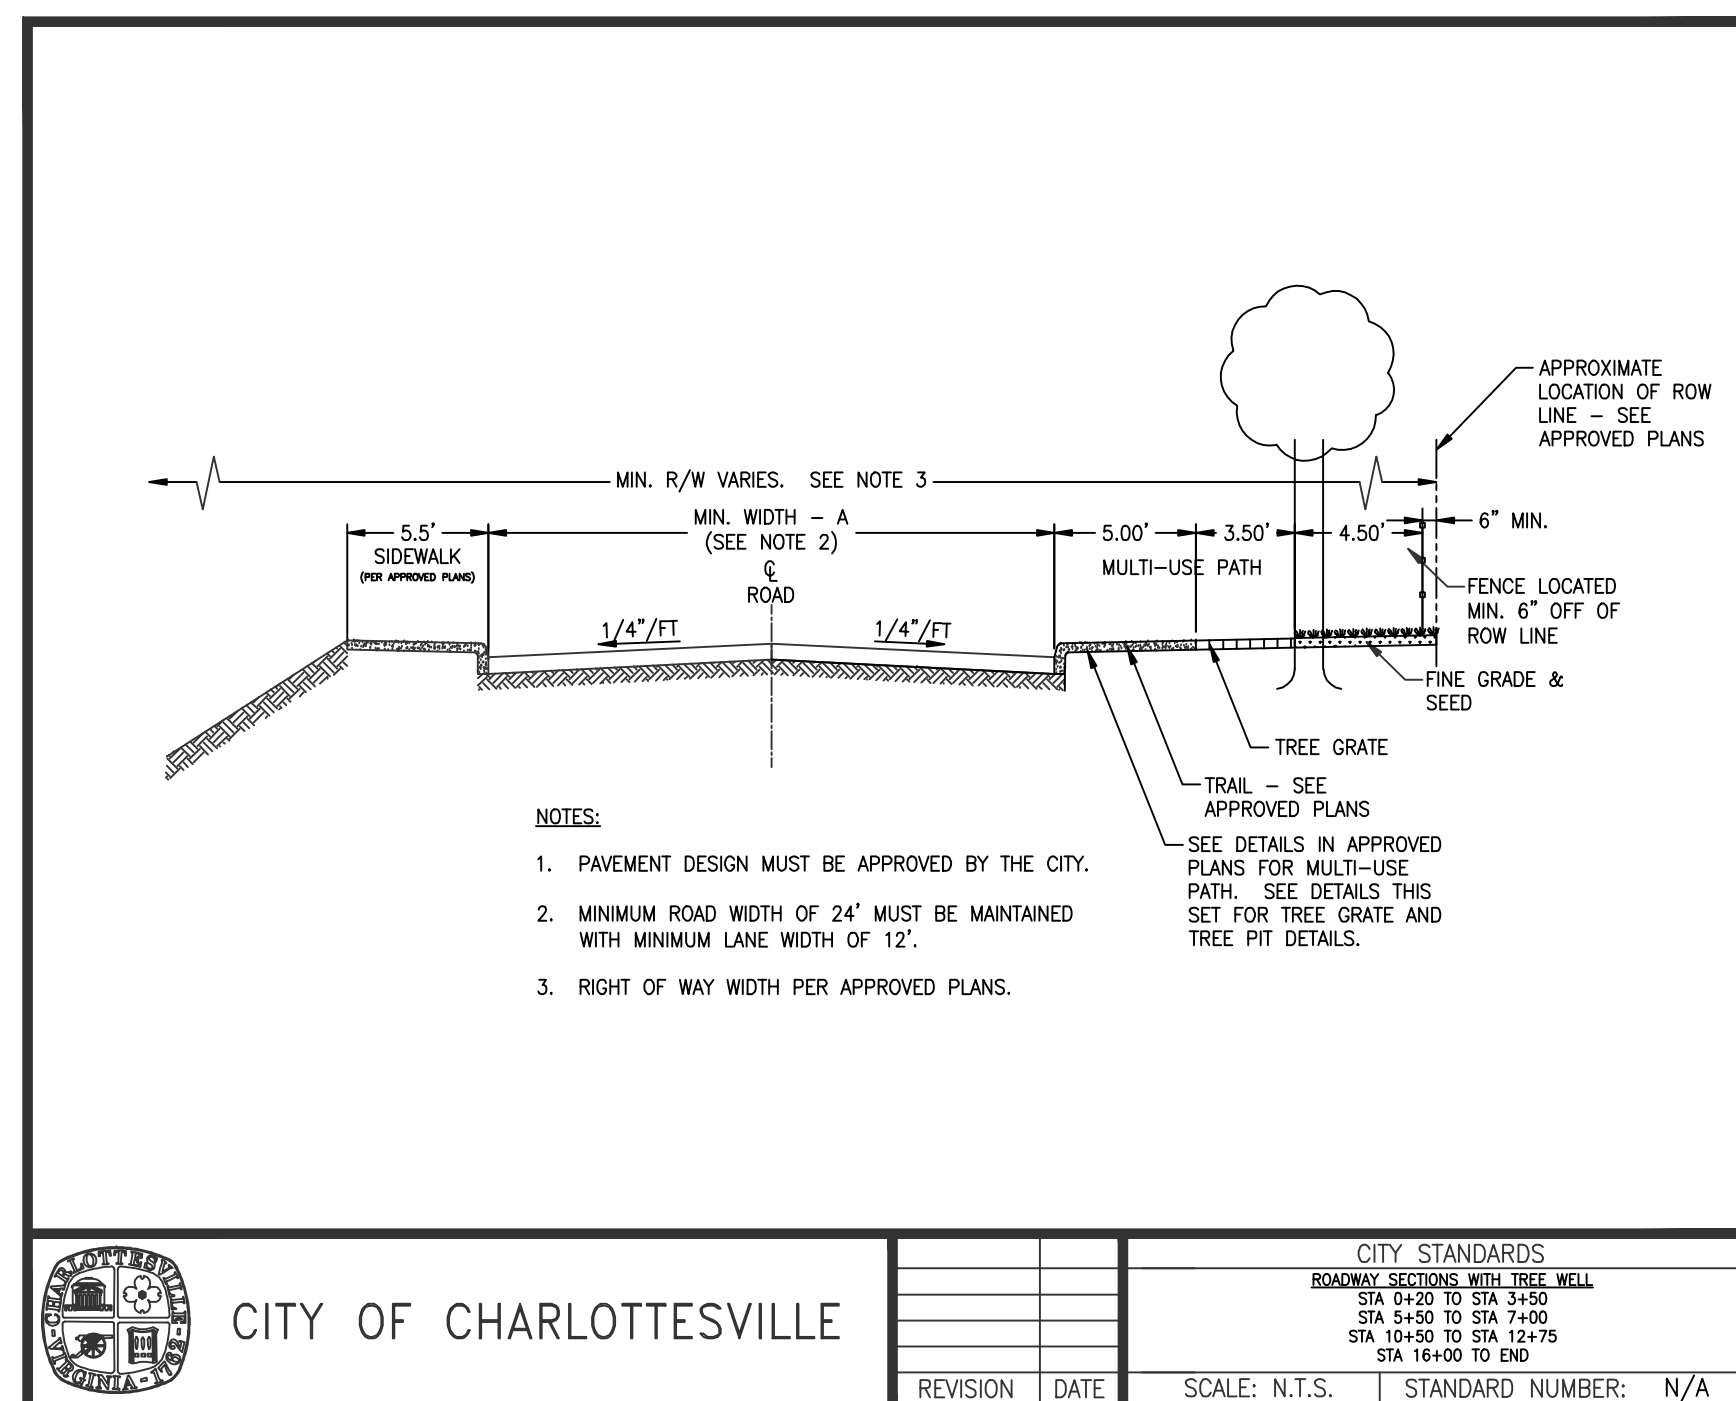 APPROXIMATE
LOCATION OF ROW
LINE – SEE
APPROVED PLANS
MIN. R/W VARIES. SEE NOTE 3
5.5'
SIDEWALK
(PER APPROVED PLANS)
MIN. WIDTH – A
(SEE NOTE 2)
℄
ROAD
1/4"/FT
1/4"/FT
5.00'
3.50'
4.50'
6" MIN.
MULTI–USE PATH
FENCE LOCATED
MIN. 6" OFF OF
ROW LINE
FINE GRADE &
SEED
TREE GRATE
TRAIL – SEE
APPROVED PLANS
SEE DETAILS IN APPROVED
PLANS FOR MULTI–USE
PATH. SEE DETAILS THIS
SET FOR TREE GRATE AND
TREE PIT DETAILS.
NOTES:
1. PAVEMENT DESIGN MUST BE APPROVED BY THE CITY.
2. MINIMUM ROAD WIDTH OF 24' MUST BE MAINTAINED
WITH MINIMUM LANE WIDTH OF 12'.
3. RIGHT OF WAY WIDTH PER APPROVED PLANS.
CHARLOTTESVILLE
VIRGINIA – 1762
CITY OF CHARLOTTESVILLE
REVISION
DATE
CITY STANDARDS
ROADWAY SECTIONS WITH TREE WELL
STA 0+20 TO STA 3+50
STA 5+50 TO STA 7+00
STA 10+50 TO STA 12+75
STA 16+00 TO END
SCALE: N.T.S.
STANDARD NUMBER: N/A